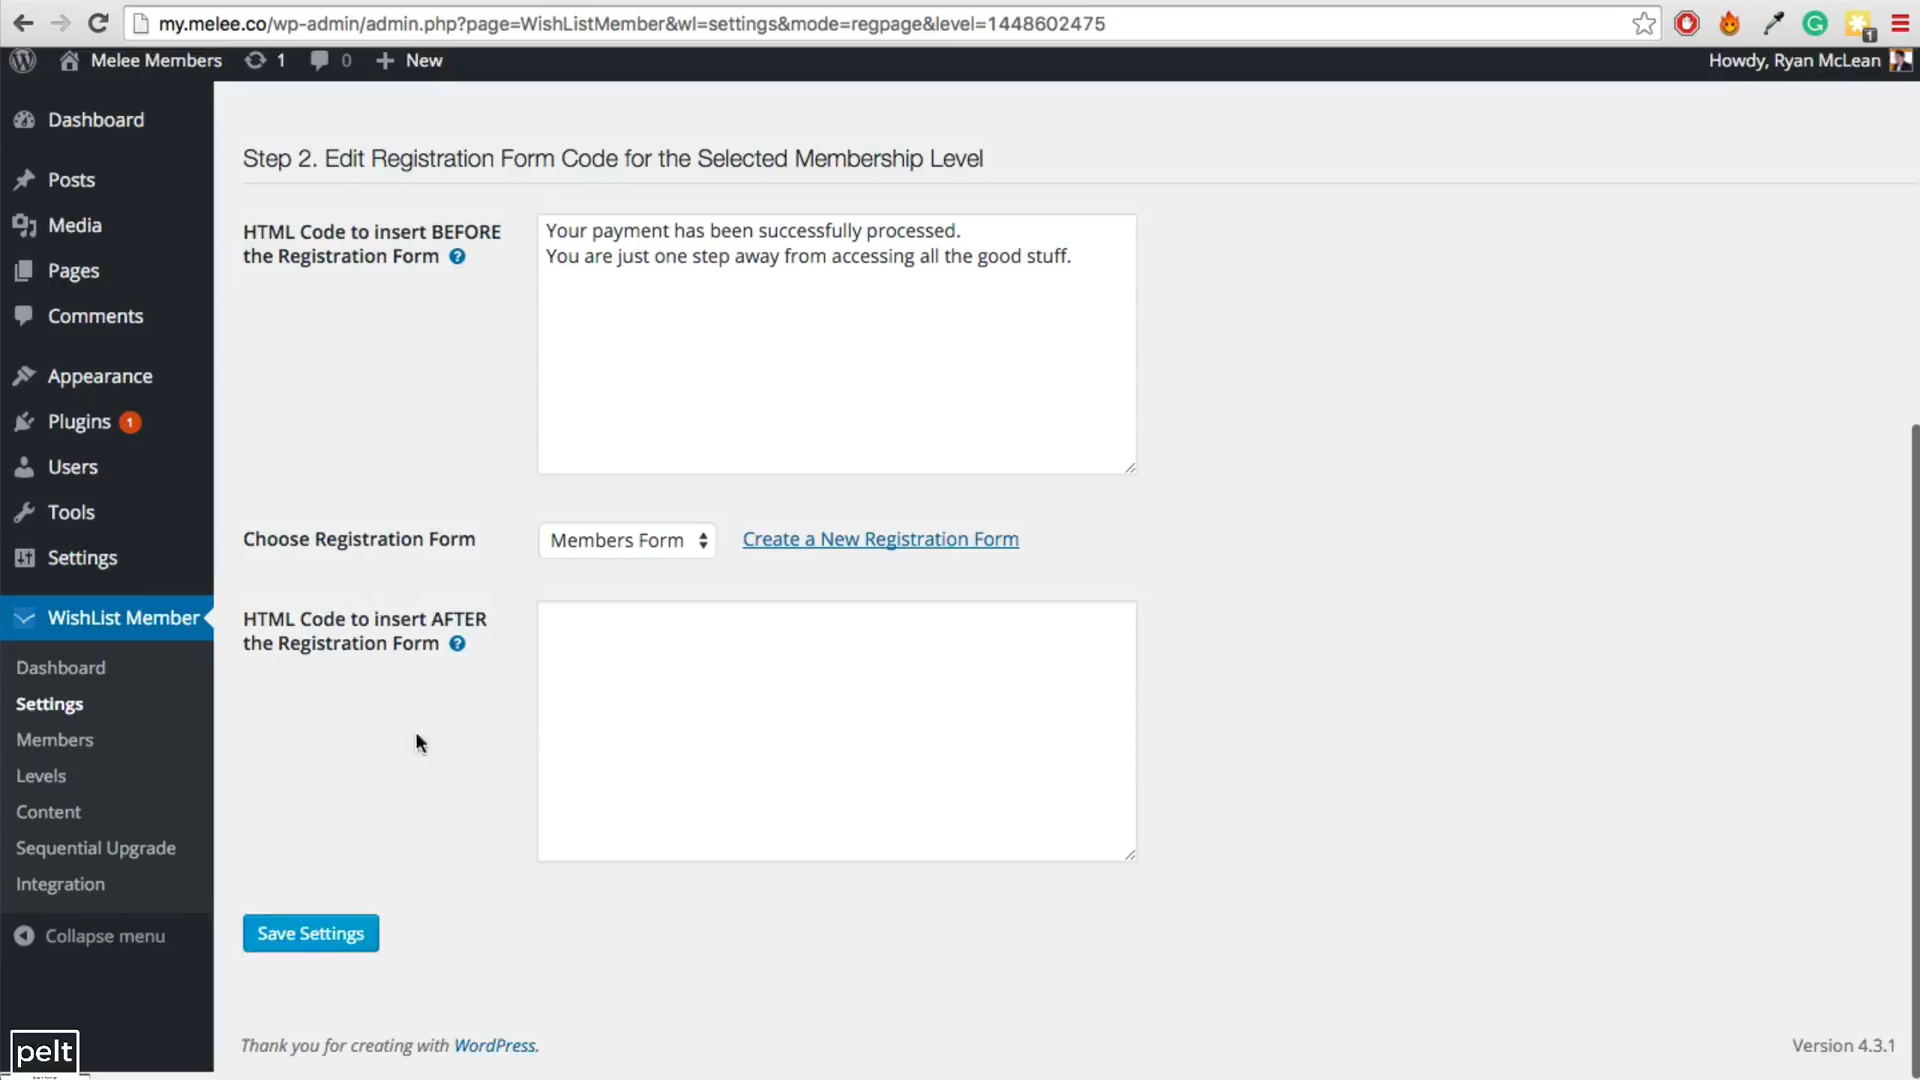 my.melee.co/wp-admin/admin.php?page=WishListMember&wl=settings&mode=regpage&level=1448602475
1
Melee Members
1
0
New
Howdy, Ryan McLean
Dashboard
Posts
Media
Pages
Comments
Appearance
Plugins 1
Users
Tools
Settings
WishList Member
Dashboard
Settings
Members
Levels
Content
Sequential Upgrade
Integration
Collapse menu
Step 2. Edit Registration Form Code for the Selected Membership Level
HTML Code to insert BEFORE
the Registration Form ?
Your payment has been successfully processed.
You are just one step away from accessing all the good stuff.
Choose Registration Form
Members Form
Create a New Registration Form
HTML Code to insert AFTER
the Registration Form ?
Save Settings
Thank you for creating with WordPress.
Version 4.3.1
pelt